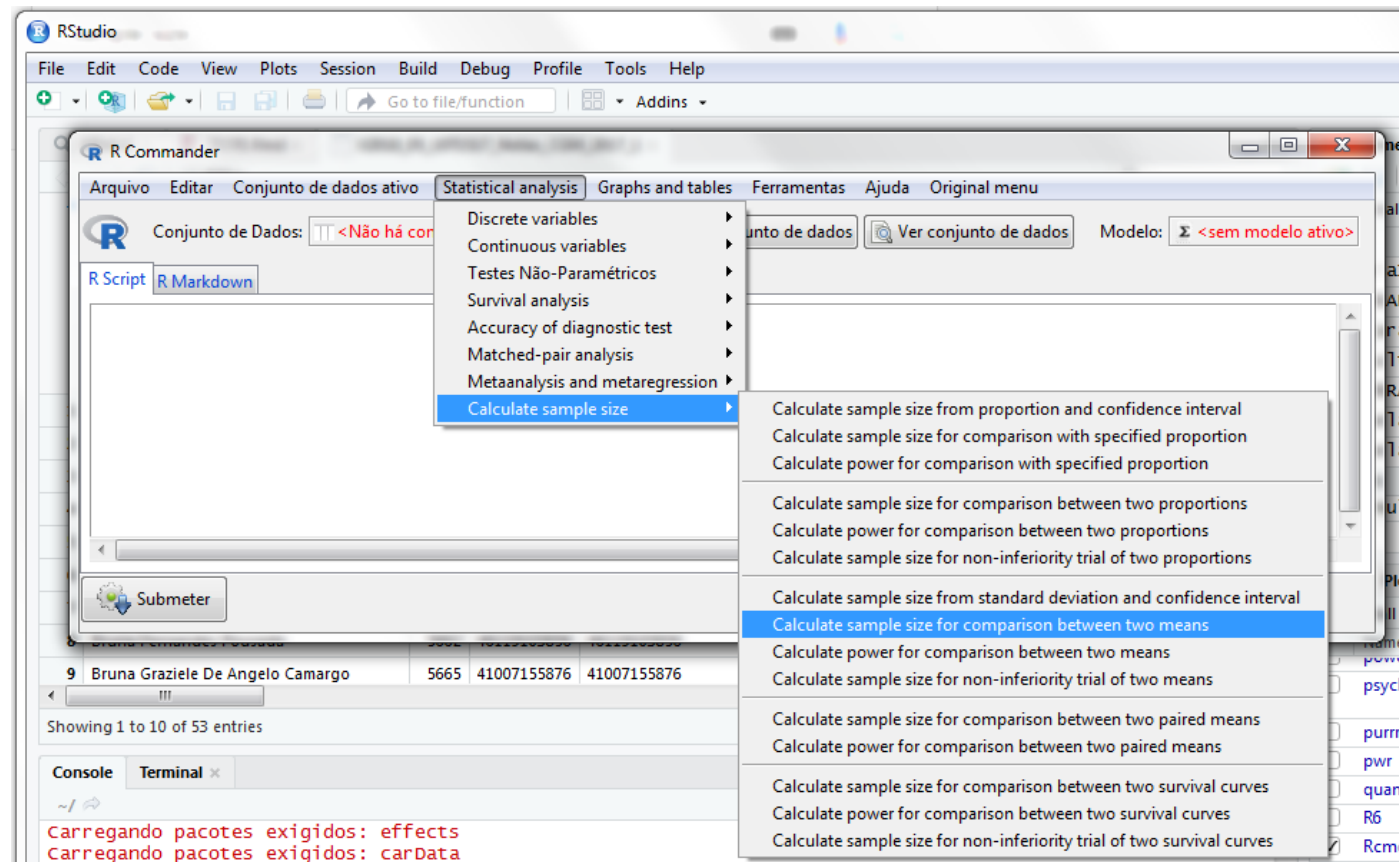 RStudio
File Edit Code View Plots Session Build Debug Profile Tools Help
Go to file/function Addins
R Commander
Arquivo Editar Conjunto de dados ativo Statistical analysis Graphs and tables Ferramentas Ajuda Original menu
Conjunto de Dados: <Não há con unto de dados Ver conjunto de dados Modelo: Σ <sem modelo ativo>
R Script R Markdown
Discrete variables
Continuous variables
Testes Não-Paramétricos
Survival analysis
Accuracy of diagnostic test
Matched-pair analysis
Metaanalysis and metaregression
Calculate sample size
Calculate sample size from proportion and confidence interval
Calculate sample size for comparison with specified proportion
Calculate power for comparison with specified proportion
Calculate sample size for comparison between two proportions
Calculate power for comparison between two proportions
Calculate sample size for non-inferiority trial of two proportions
Calculate sample size from standard deviation and confidence interval
Calculate sample size for comparison between two means
Calculate power for comparison between two means
Calculate sample size for non-inferiority trial of two means
Calculate sample size for comparison between two paired means
Calculate power for comparison between two paired means
Calculate sample size for comparison between two survival curves
Calculate power for comparison between two survival curves
Calculate sample size for non-inferiority trial of two survival curves
Submeter
9 Bruna Graziele De Angelo Camargo 5665 41007155876 41007155876
Showing 1 to 10 of 53 entries
Console Terminal
~/
Carregando pacotes exigidos: effects
Carregando pacotes exigidos: carData
psycl
purrr
pwr
quan
R6
Rcm